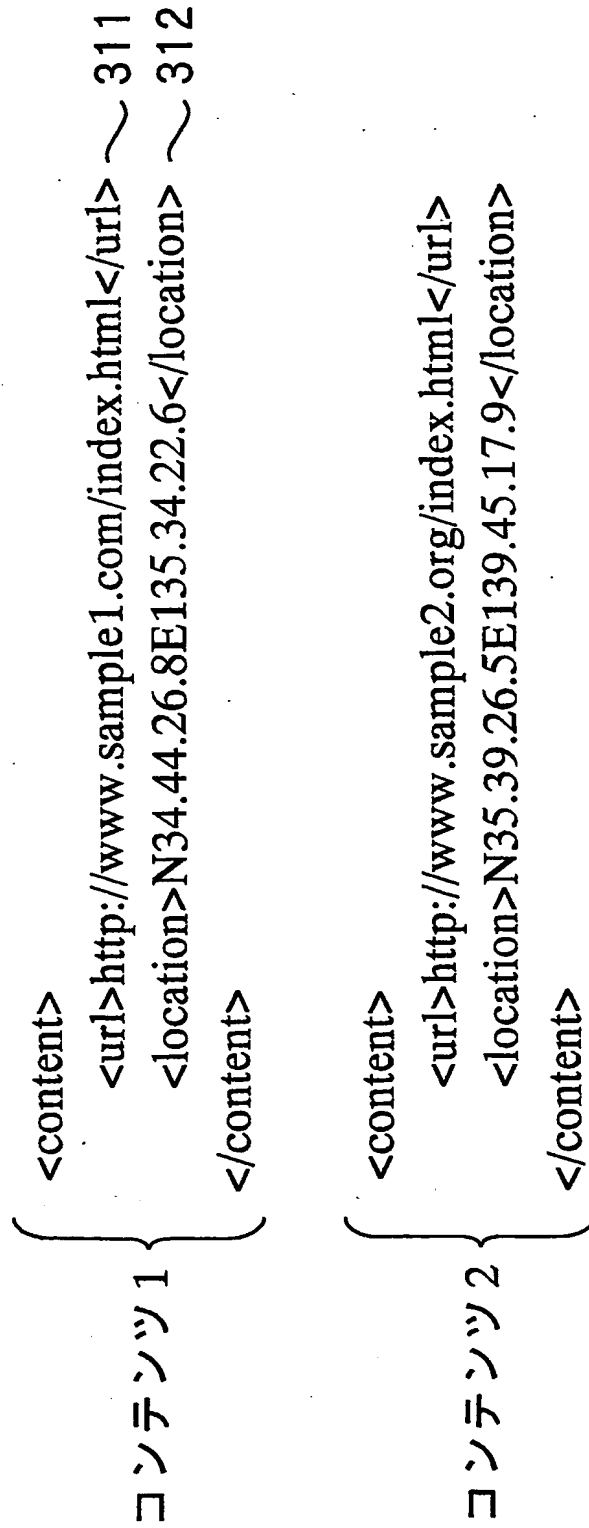 コンテンツ1
<content>
<url>http://www.sample1.com/index.html</url> ~ 311
<location>N34.44.26.8E135.34.22.6</location> ~ 312
</content>
コンテンツ2
<content>
<url>http://www.sample2.org/index.html</url>
<location>N35.39.26.5E139.45.17.9</location>
</content>